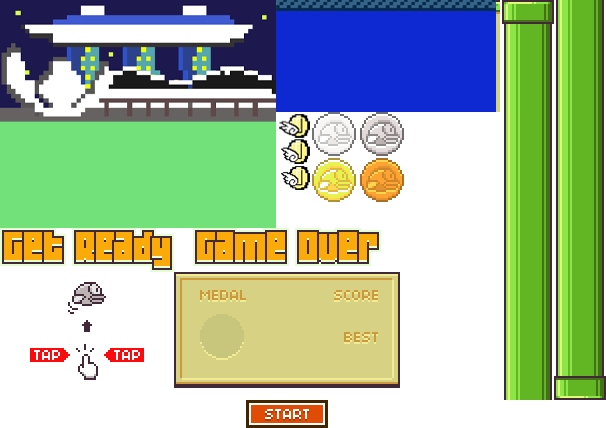 Get Ready
Game Over
MEDAL
SCORE
BEST
TAP
TAP
START